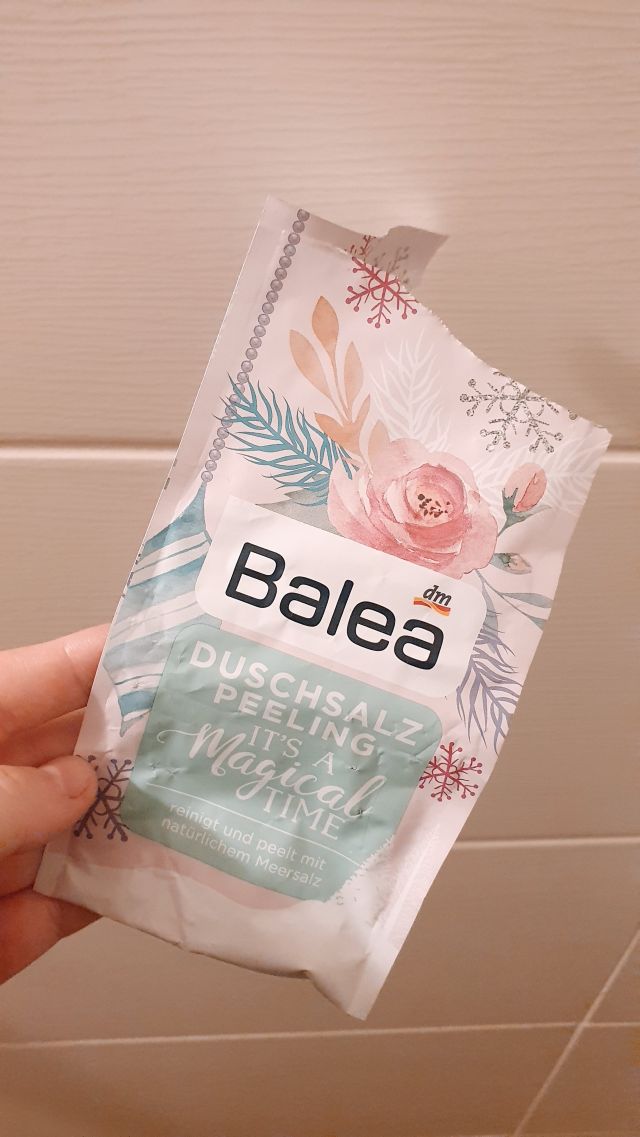 dm
Balea
DUSCHSALZ
PEELING
IT'S A
Magical
TIME
reinigt und peelt mit
natürlichem Meersalz